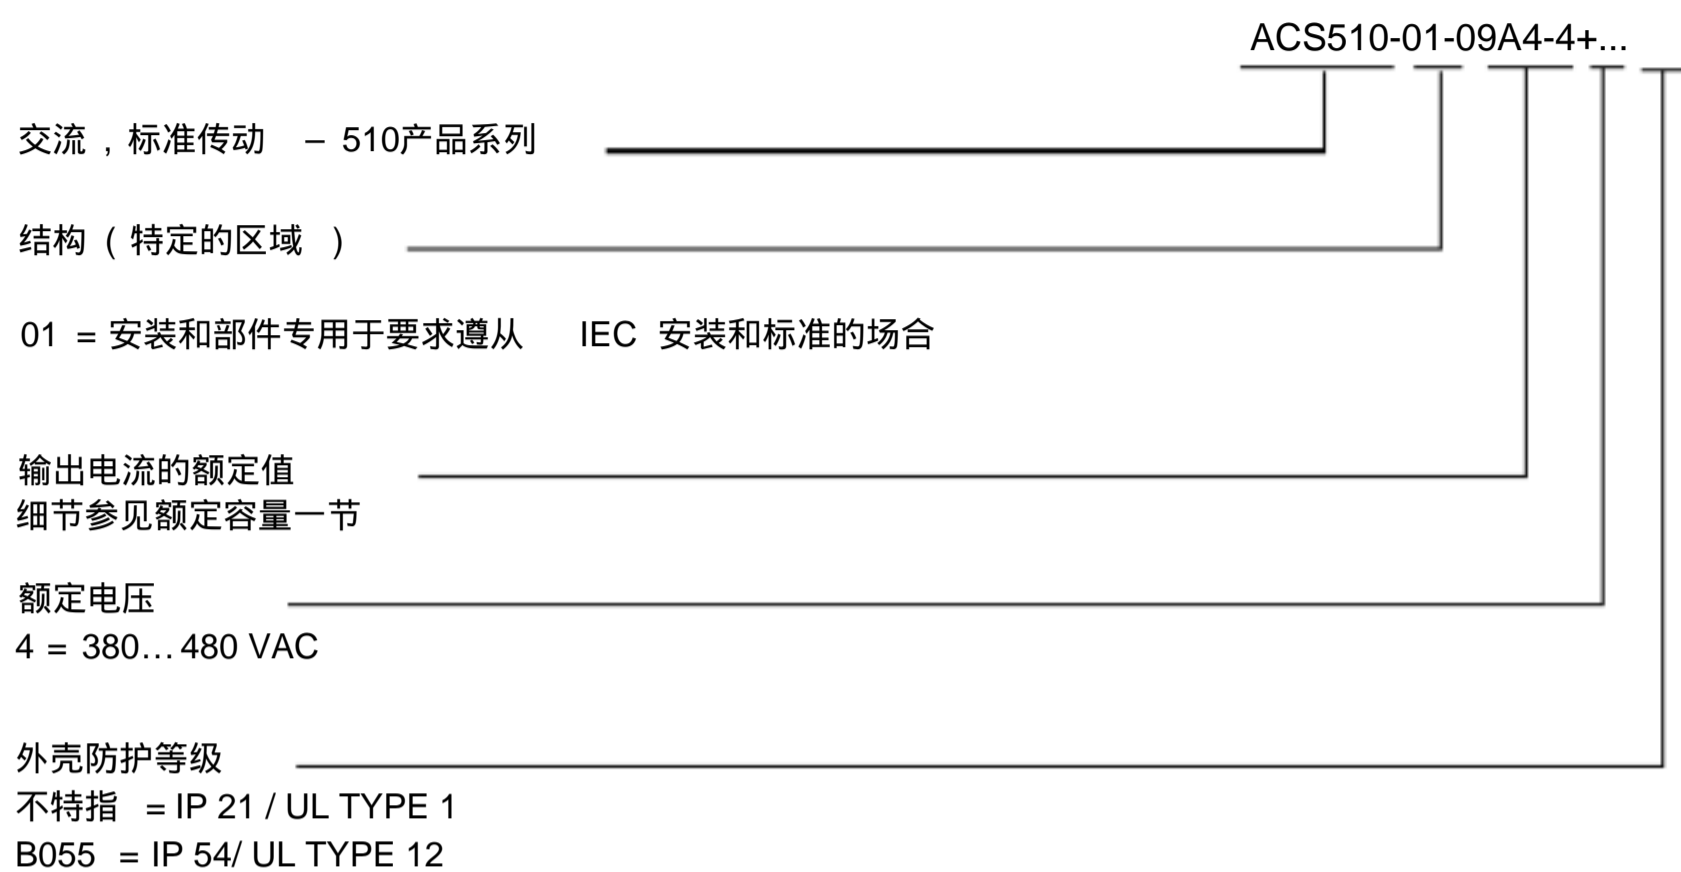 ACS510-01-09A4-4+...
交流，标准传动 – 510产品系列
结构（特定的区域）
01 = 安装和部件专用于要求遵从 IEC 安装和标准的场合
输出电流的额定值
细节参见额定容量一节
额定电压
4 = 380...480 VAC
外壳防护等级
不特指 = IP 21 / UL TYPE 1
B055 = IP 54/ UL TYPE 12